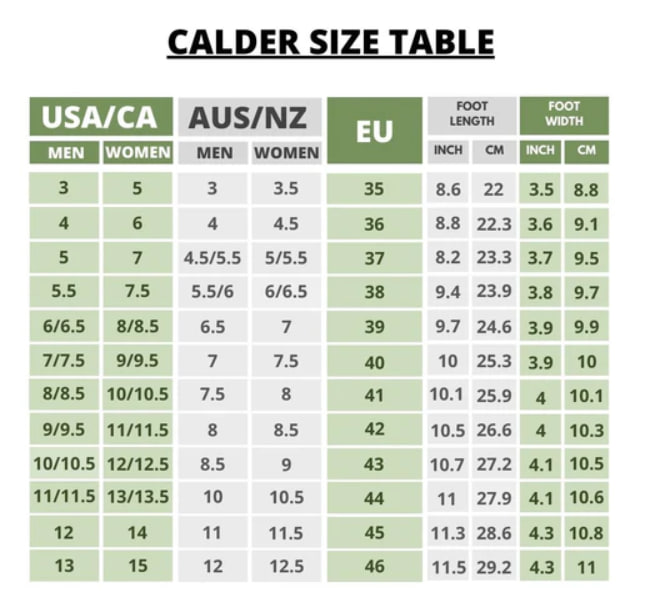 CALDER SIZE TABLE
USA/CA AUS/NZ EU FOOT LENGTH FOOT WIDTH
MEN WOMEN MEN WOMEN INCH CM INCH CM
3 5 3 3.5 35 8.6 22 3.5 8.8
4 6 4 4.5 36 8.8 22.3 3.6 9.1
5 7 4.5/5.5 5/5.5 37 8.2 23.3 3.7 9.5
5.5 7.5 5.5/6 6/6.5 38 9.4 23.9 3.8 9.7
6/6.5 8/8.5 6.5 7 39 9.7 24.6 3.9 9.9
7/7.5 9/9.5 7 7.5 40 10 25.3 3.9 10
8/8.5 10/10.5 7.5 8 41 10.1 25.9 4 10.1
9/9.5 11/11.5 8 8.5 42 10.5 26.6 4 10.3
10/10.5 12/12.5 8.5 9 43 10.7 27.2 4.1 10.5
11/11.5 13/13.5 10 10.5 44 11 27.9 4.1 10.6
12 14 11 11.5 45 11.3 28.6 4.3 10.8
13 15 12 12.5 46 11.5 29.2 4.3 11